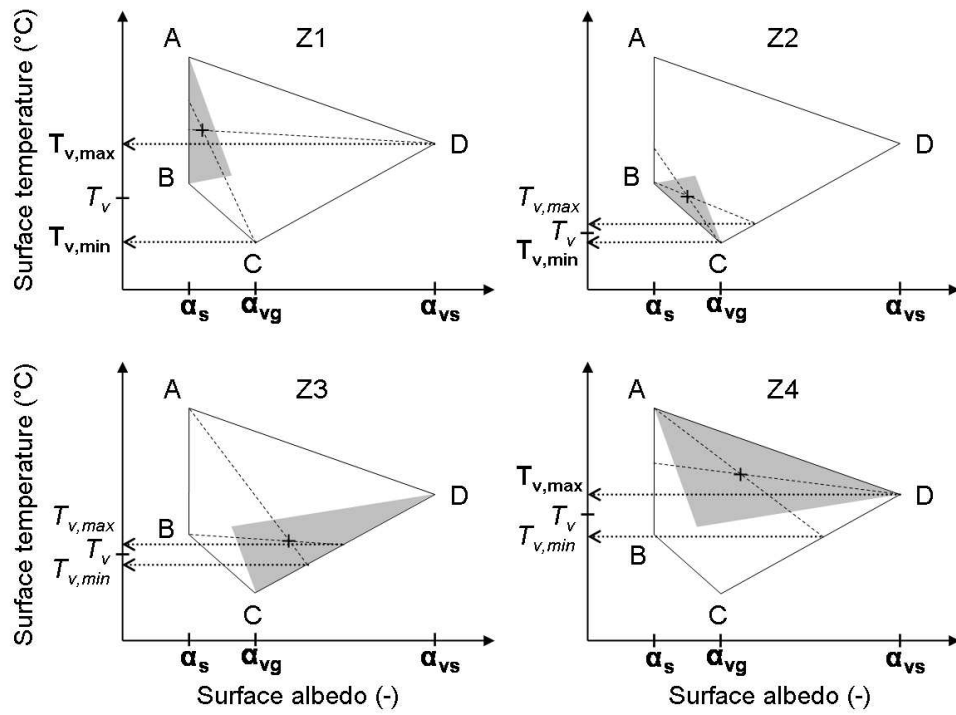 Surface temperature (°C)
A
Z1
T_v,max
D
B
T_v
T_v,min
C
α_s
α_vg
α_vs
A
Z2
D
B
T_v,max
T_v
T_v,min
C
α_s
α_vg
α_vs
Surface temperature (°C)
A
Z3
D
T_v,max
B
T_v
T_v,min
C
α_s
α_vg
α_vs
Surface albedo (-)
A
Z4
T_v,max
D
T_v
T_v,min
B
C
α_s
α_vg
α_vs
Surface albedo (-)